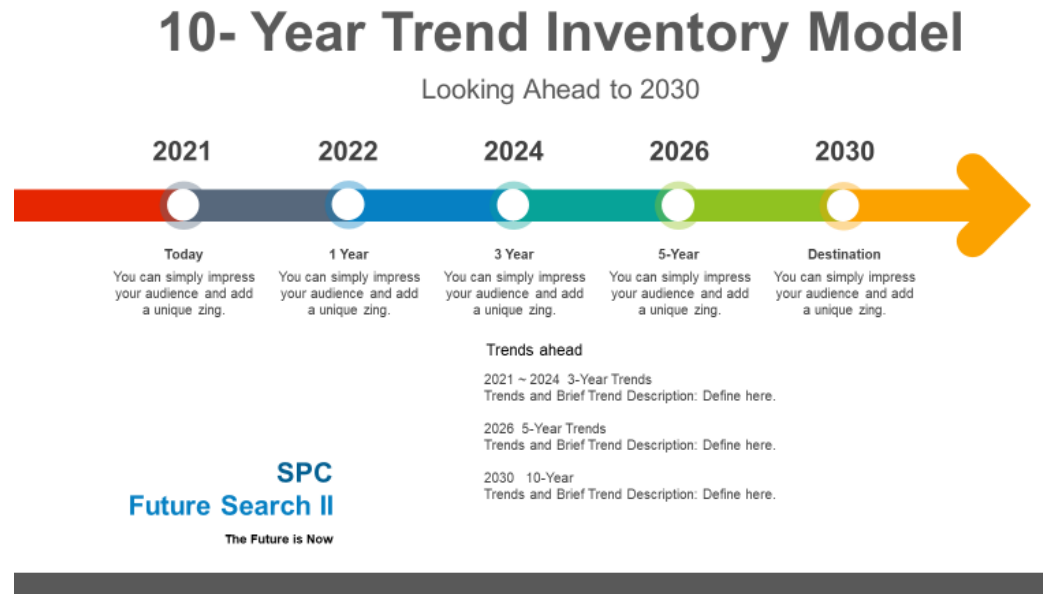 10- Year Trend Inventory Model
Looking Ahead to 2030
2021 2022 2024 2026 2030
Today 1 Year 3 Year 5-Year Destination
You can simply impress
your audience and add
a unique zing.
You can simply impress
your audience and add
a unique zing.
You can simply impress
your audience and add
a unique zing.
You can simply impress
your audience and add
a unique zing.
You can simply impress
your audience and add
a unique zing.
Trends ahead
2021 ~ 2024 3-Year Trends
Trends and Brief Trend Description: Define here.
2026 5-Year Trends
Trends and Brief Trend Description: Define here.
2030 10-Year
Trends and Brief Trend Description: Define here.
SPC
Future Search II
The Future is Now